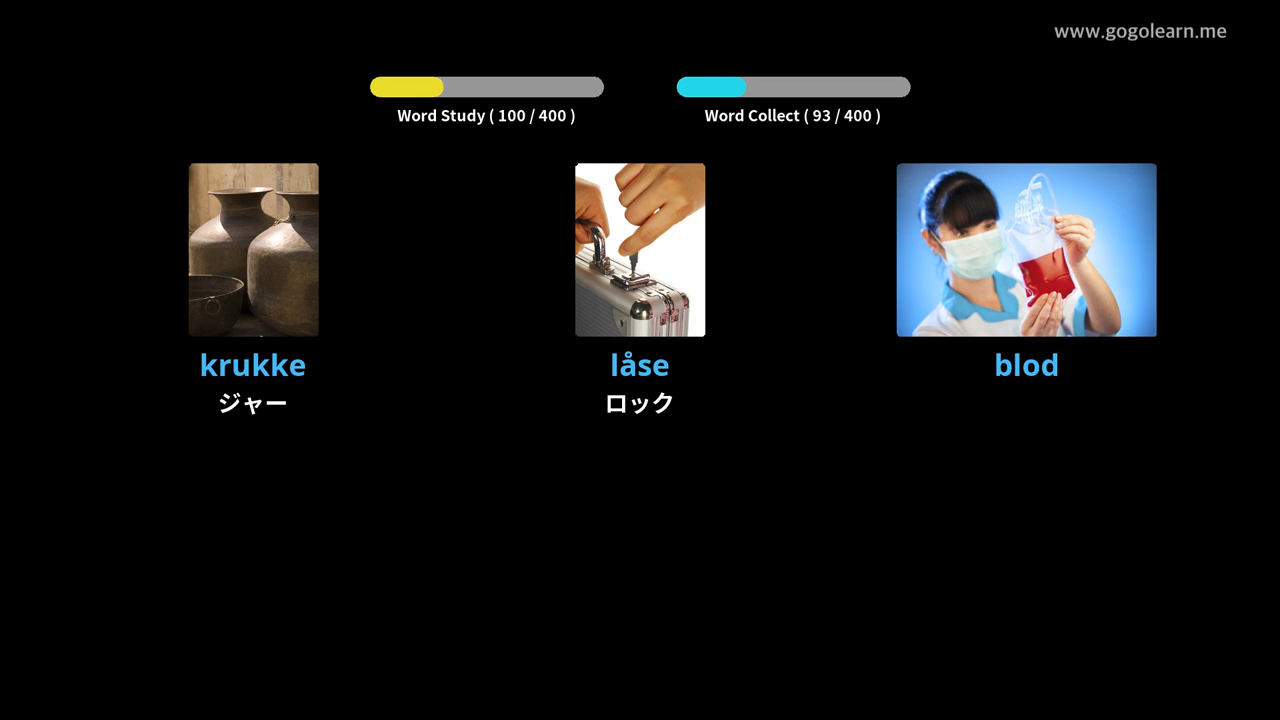 www.gogolearn.me
Word Study ( 100 / 400 )
Word Collect ( 93 / 400 )
krukke
ジャー
låse
ロック
blod